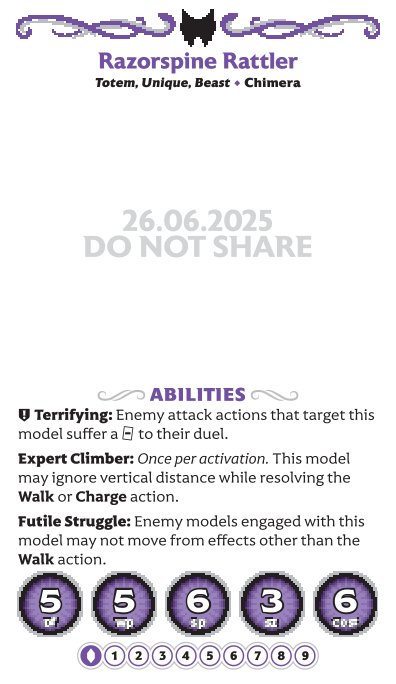 Razorspine Rattler
Totem, Unique, Beast ♦ Chimera
26.06.2025
DO NOT SHARE
ABILITIES
Terrifying: Enemy attack actions that target this
model suffer a to their duel.
Expert Climber: Once per activation. This model
may ignore vertical distance while resolving the
Walk or Charge action.
Futile Struggle: Enemy models engaged with this
model may not move from effects other than the
Walk action.
5 5 6 3 6
Df Wp Sp Sz Cost
1 2 3 4 5 6 7 8 9